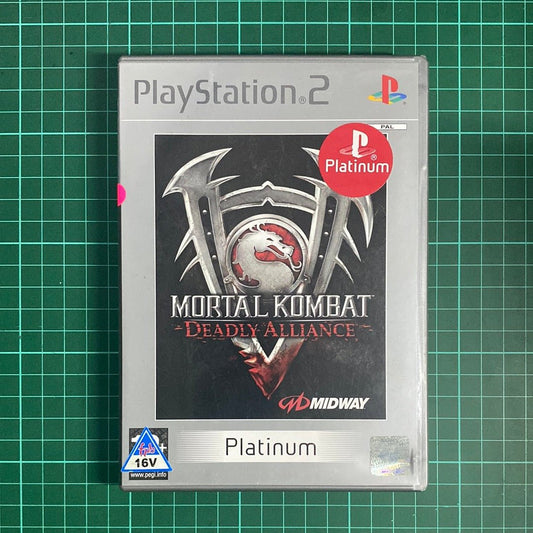 PlayStation®2
PAL
Platinum®
MORTAL KOMBAT
DEADLY ALLIANCE
MIDWAY
Platinum
16V
www.pegi.info